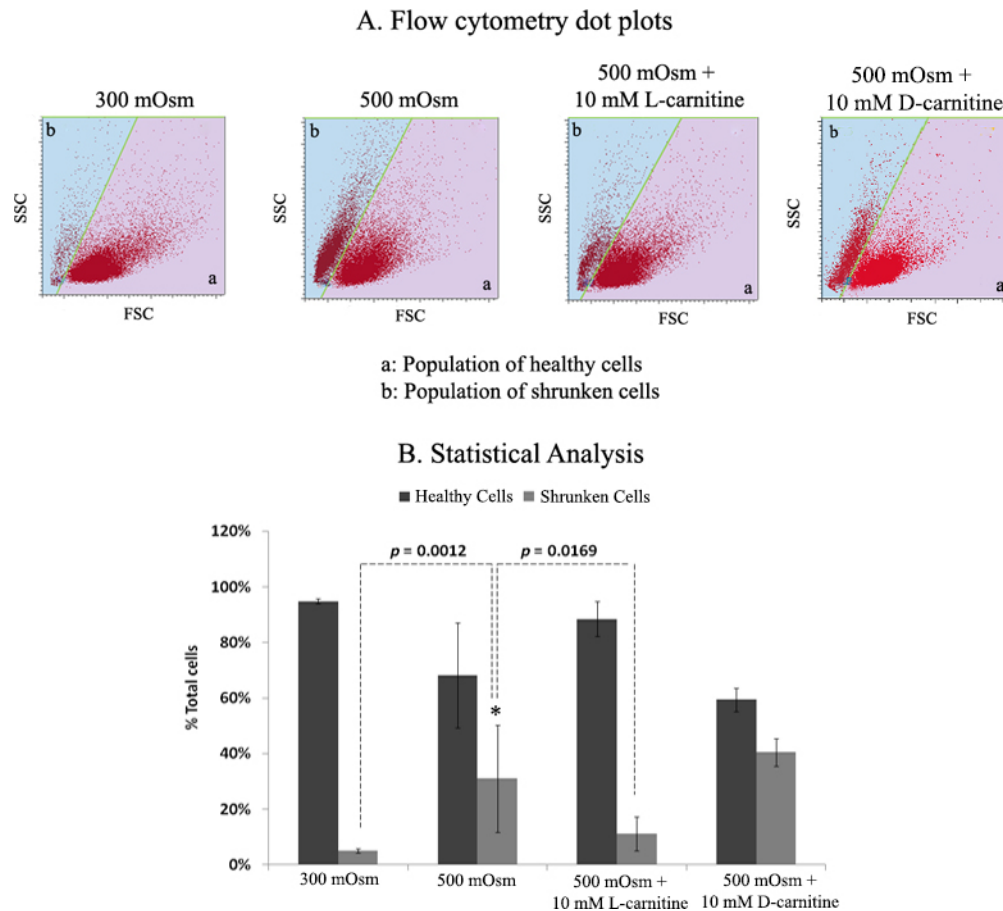 A. Flow cytometry dot plots
300 mOsm
500 mOsm
500 mOsm +
10 mM L-carnitine
500 mOsm +
10 mM D-carnitine
b
SSC
a
FSC
b
SSC
a
FSC
b
SSC
a
FSC
b
SSC
a
FSC
a: Population of healthy cells
b: Population of shrunken cells
B. Statistical Analysis
Healthy Cells Shrunken Cells
120%
100%
80%
60%
40%
20%
0%
% Total cells
p = 0.0012
p = 0.0169
*
300 mOsm
500 mOsm
500 mOsm +
10 mM L-carnitine
500 mOsm +
10 mM D-carnitine